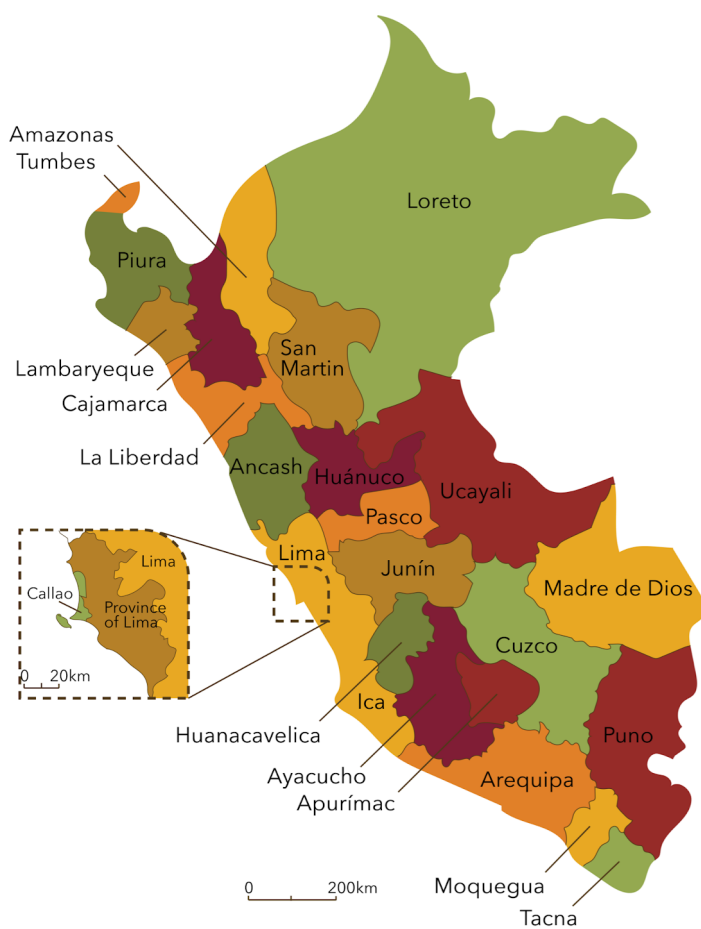 Amazonas
Tumbes
Loreto
Piura
San
Martin
Lambaryeque
Cajamarca
La Liberdad
Ancash
Huánuco
Ucayali
Pasco
Lima
Junín
Madre de Dios
Lima
Callao
Province
of Lima
0 20km
Cuzco
Ica
Huanacavelica
Puno
Ayacucho
Apurímac
Arequipa
Moquegua
Tacna
0 200km